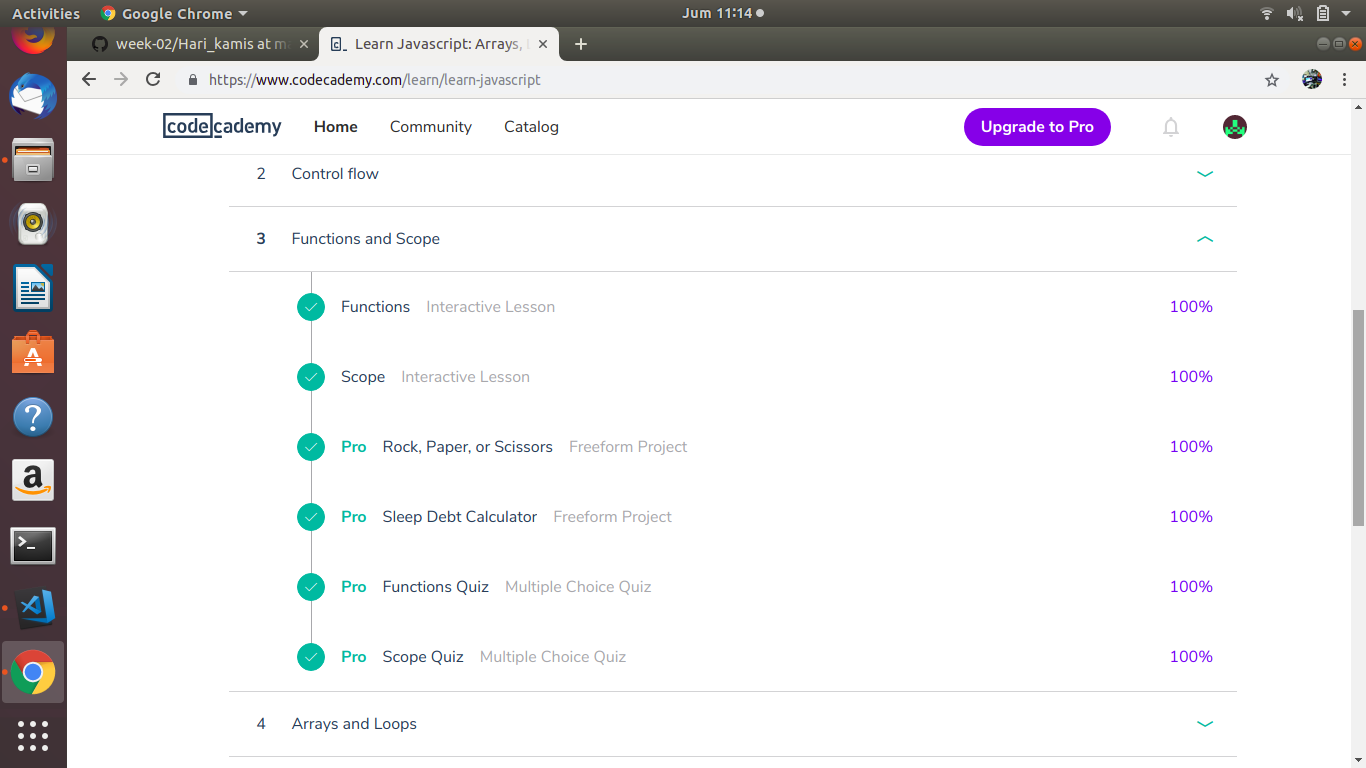 Activities Google Chrome Jum 11:14
week-02/Hari_kamis at m
Learn Javascript: Arrays,
https://www.codecademy.com/learn/learn-javascript
codecademy Home Community Catalog Upgrade to Pro
2 Control flow
3 Functions and Scope
Functions Interactive Lesson 100%
Scope Interactive Lesson 100%
Pro Rock, Paper, or Scissors Freeform Project 100%
Pro Sleep Debt Calculator Freeform Project 100%
Pro Functions Quiz Multiple Choice Quiz 100%
Pro Scope Quiz Multiple Choice Quiz 100%
4 Arrays and Loops